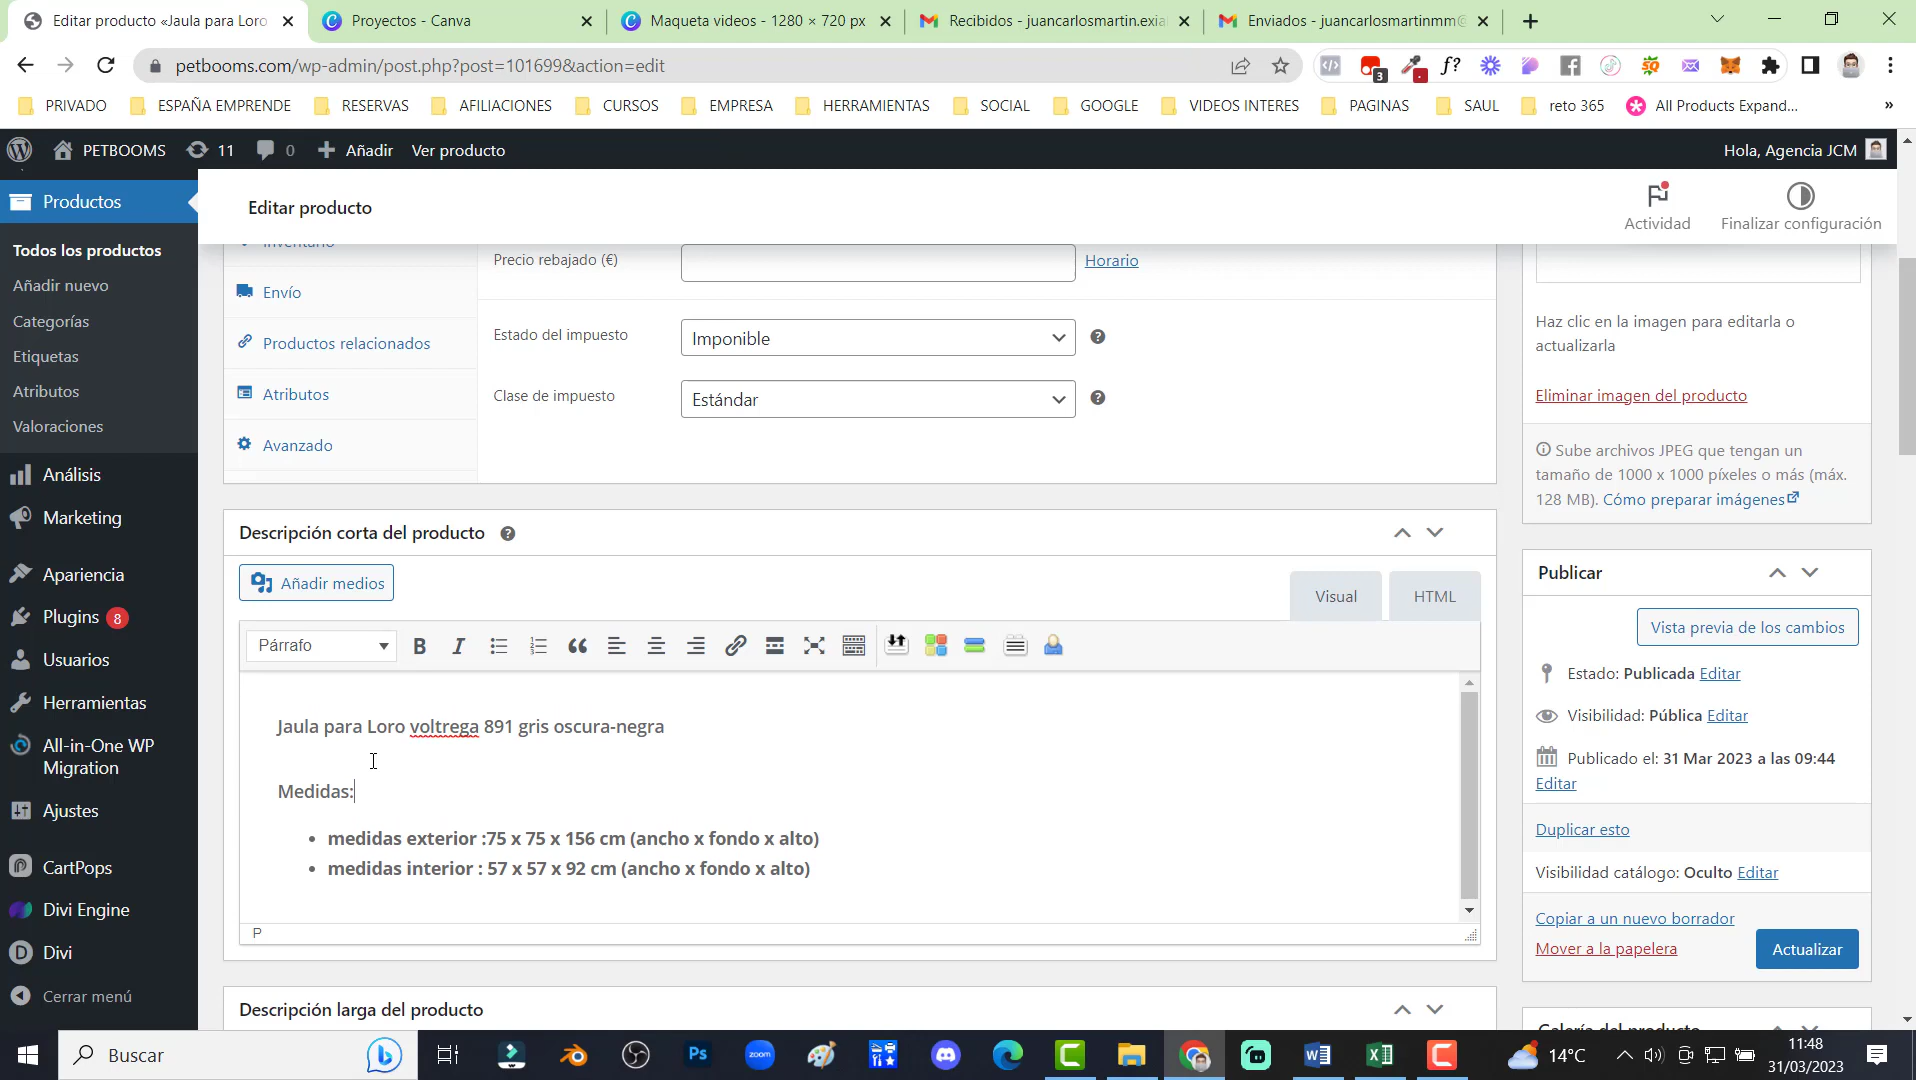 Editar producto «Jaula para Loro
Proyectos - Canva
Maqueta videos - 1280 × 720 px
Recibidos - juancarlosmartin.exia
Enviados - juancarlosmartinmm@
petbooms.com/wp-admin/post.php?post=101699&action=edit
3
f?
PRIVADO
ESPAÑA EMPRENDE
RESERVAS
AFILIACIONES
CURSOS
EMPRESA
HERRAMIENTAS
SOCIAL
GOOGLE
VIDEOS INTERES
PAGINAS
SAUL
reto 365
All Products Expand...
»
PETBOOMS
11
0
Añadir
Ver producto
Hola, Agencia JCM
Productos
Todos los productos
Añadir nuevo
Categorías
Etiquetas
Atributos
Valoraciones
Análisis
Marketing
Apariencia
Plugins 8
Usuarios
Herramientas
All-in-One WP
Migration
Ajustes
CartPops
Divi Engine
Divi
Cerrar menú
Editar producto
Actividad
Finalizar configuración
Inventario
Envío
Productos relacionados
Atributos
Avanzado
Precio rebajado (€)
Horario
Estado del impuesto
Imponible
Clase de impuesto
Estándar
Descripción corta del producto
Añadir medios
Visual
HTML
Párrafo
B
I
Jaula para Loro voltrega 891 gris oscura-negra
Medidas:
• medidas exterior :75 x 75 x 156 cm (ancho x fondo x alto)
• medidas interior : 57 x 57 x 92 cm (ancho x fondo x alto)
P
Descripción larga del producto
Haz clic en la imagen para editarla o
actualizarla
Eliminar imagen del producto
Sube archivos JPEG que tengan un
tamaño de 1000 x 1000 píxeles o más (máx.
128 MB). Cómo preparar imágenes
Publicar
Vista previa de los cambios
Estado: Publicada Editar
Visibilidad: Pública Editar
Publicado el: 31 Mar 2023 a las 09:44
Editar
Duplicar esto
Visibilidad catálogo: Oculto Editar
Copiar a un nuevo borrador
Mover a la papelera
Actualizar
Galería del producto
Buscar
Ps
zoom
14°C
11:48
31/03/2023